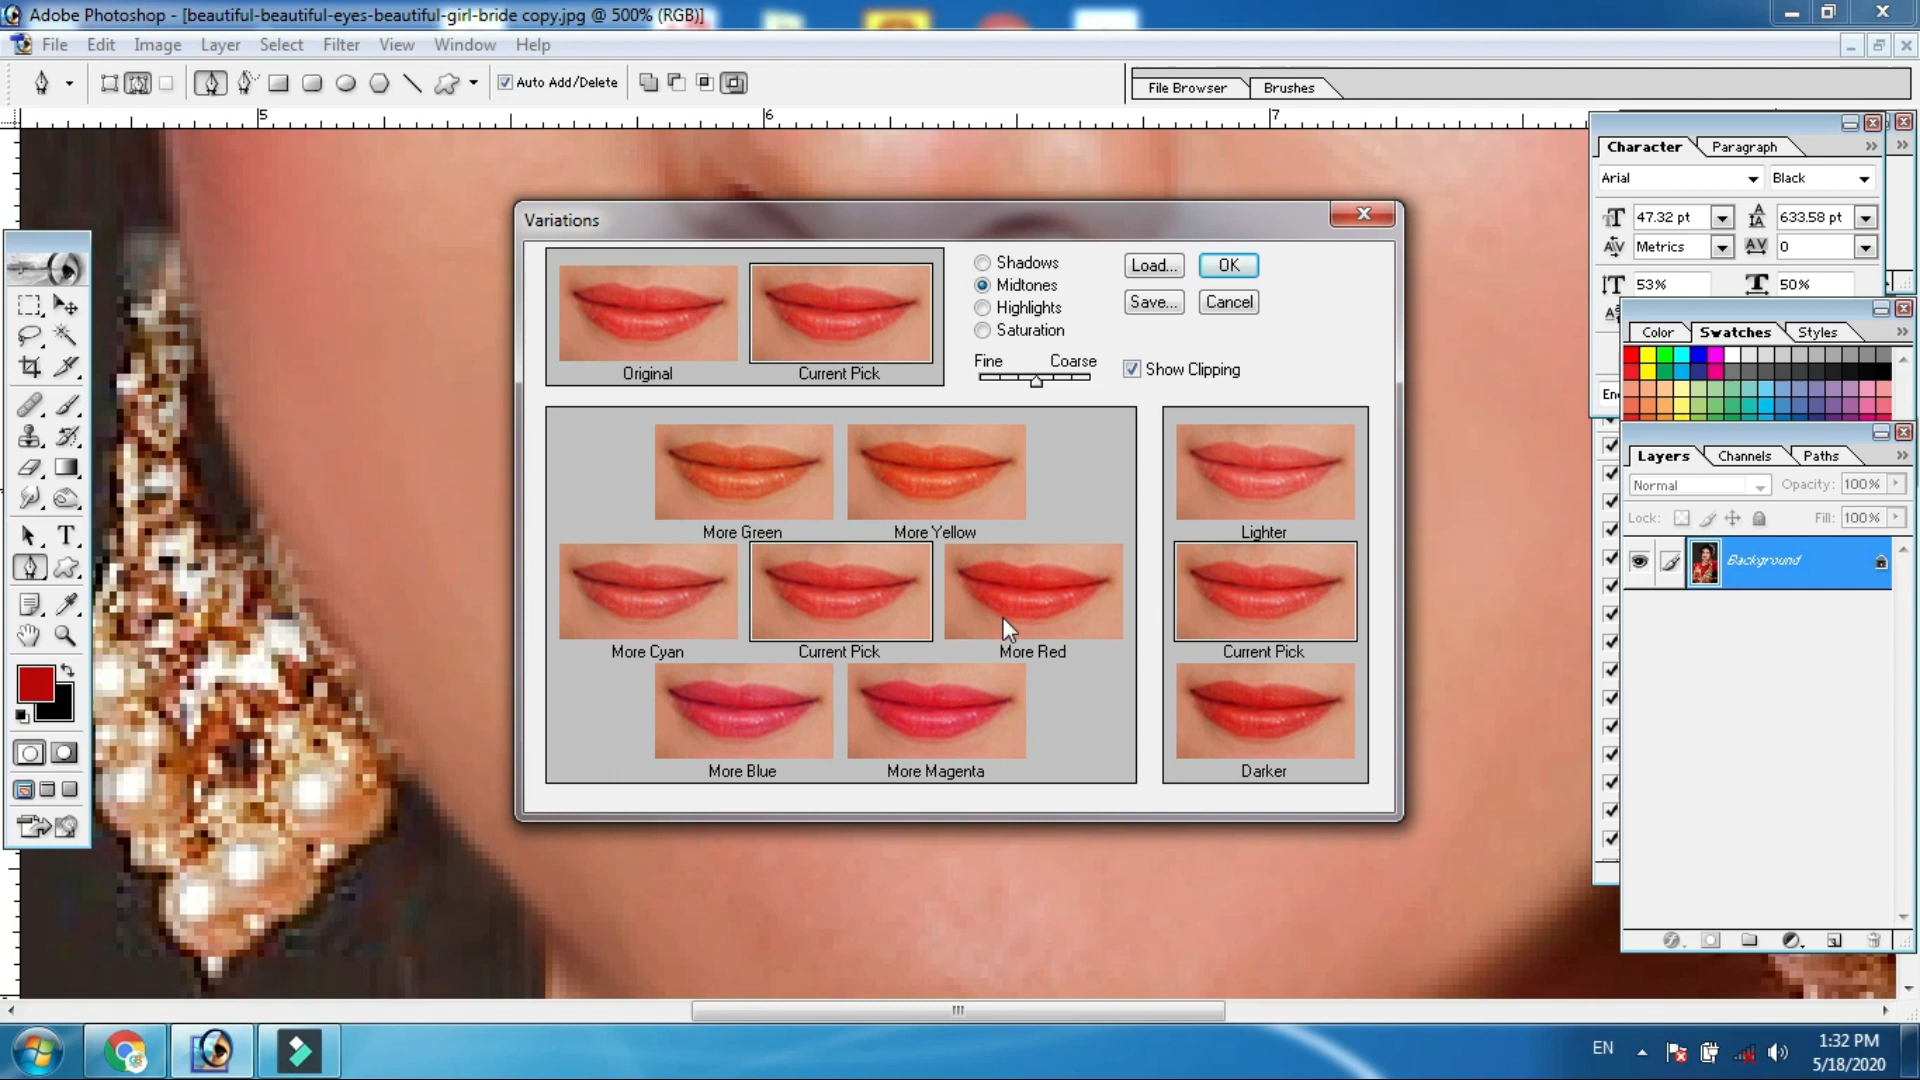 Adobe Photoshop - [beautiful-beautiful-eyes-beautiful-girl-bride copy.jpg @ 500% (RGB)]
File Edit Image Layer Select Filter View Window Help
Auto Add/Delete
File Browser Brushes
5 6 7
Character Paragraph
Arial Black
47.32 pt 633.58 pt
Metrics 0
53% 50%
Color Swatches Styles
Layers Channels Paths
Normal Opacity: 100%
Lock: Fill: 100%
Background
Variations
Original
Current Pick
Shadows
Midtones
Highlights
Saturation
Fine Coarse
Load... OK
Save... Cancel
Show Clipping
More Green More Yellow
More Cyan Current Pick More Red
More Blue More Magenta
Lighter
Current Pick
Darker
EN
1:32 PM
5/18/2020